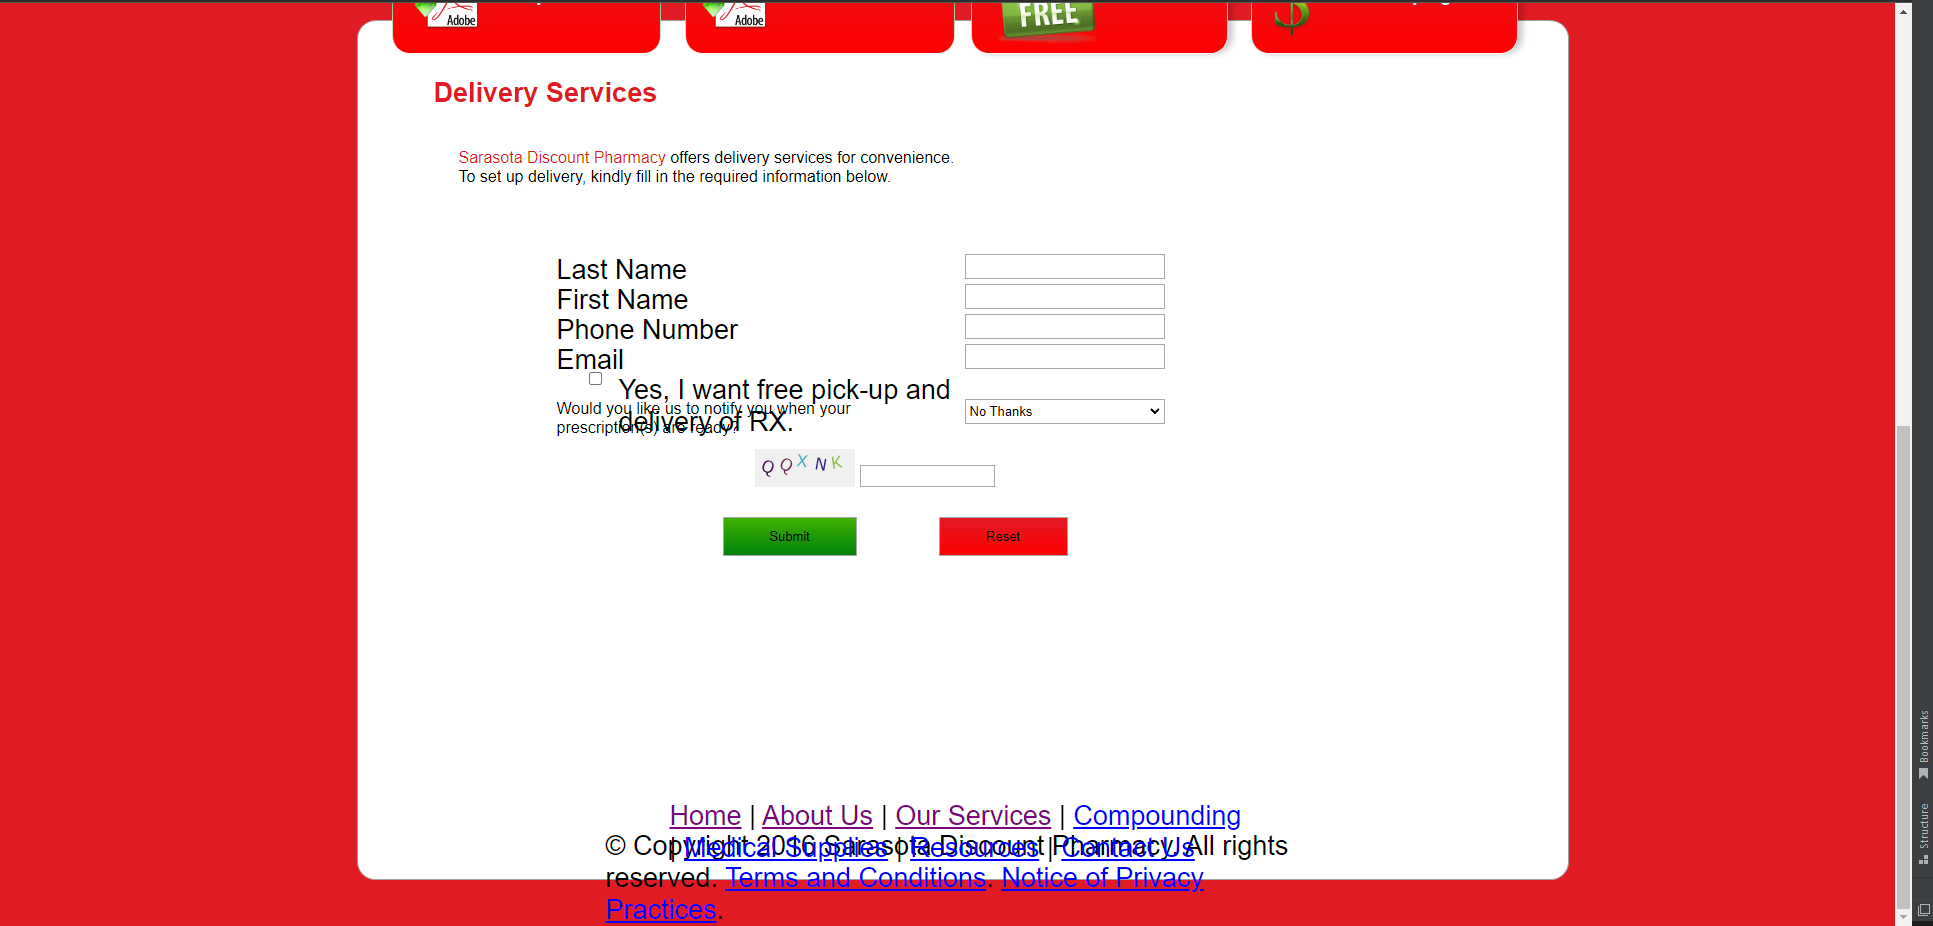 Adobe
Adobe
FREE
$
Delivery Services
Sarasota Discount Pharmacy offers delivery services for convenience.
To set up delivery, kindly fill in the required information below.
Last Name
First Name
Phone Number
Email
Yes, I want free pick-up and
delivery of RX.
Would you like us to notify you when your
prescription(s) are ready?
No Thanks
QQXNK
Submit
Reset
Home | About Us | Our Services | Compounding
| Medical Supplies | Resources | Contact Us
© Copyright 2016 Sarasota Discount Pharmacy. All rights
reserved. Terms and Conditions. Notice of Privacy
Practices.
Bookmarks
Structure